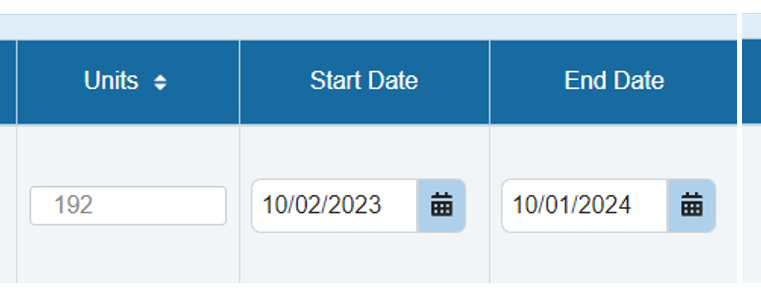 Units Start Date End Date
192 10/02/2023 10/01/2024